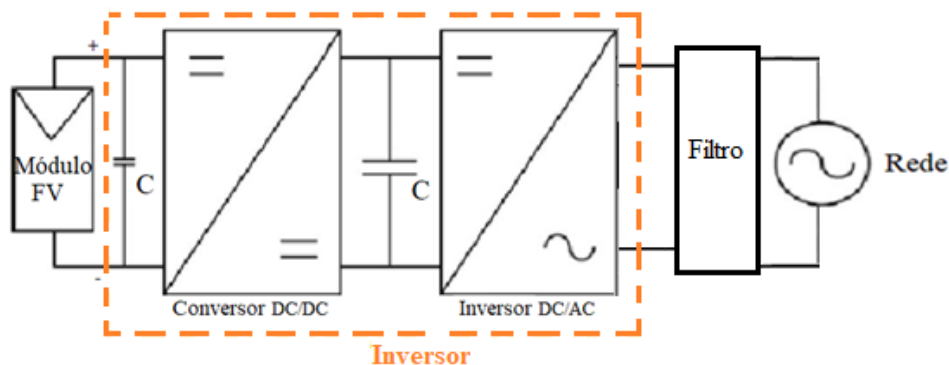 +
Módulo
FV
-
C
Conversor DC/DC
C
Inversor DC/AC
Filtro
Rede
Inversor